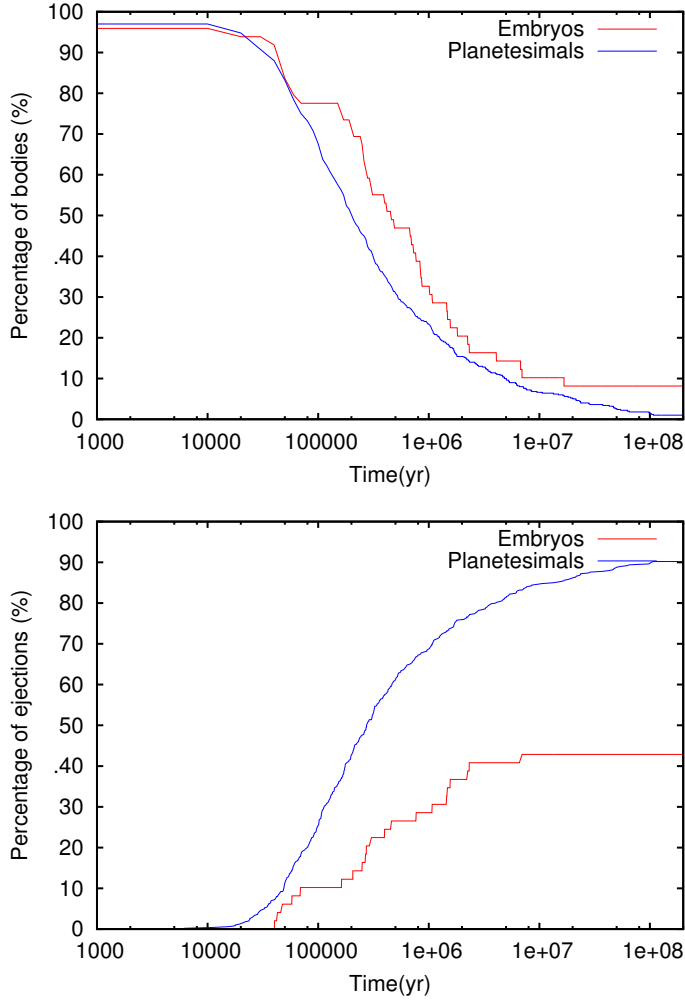 100
90
80
70
60
50
.40
30
20
10
0
1000 10000 100000 1e+06 1e+07 1e+08
Percentage of bodies (%)
Time(yr)
Embryos
Planetesimals
100
90
80
70
60
50
.40
30
20
10
0
1000 10000 100000 1e+06 1e+07 1e+08
Percentage of ejections (%)
Time(yr)
Embryos
Planetesimals